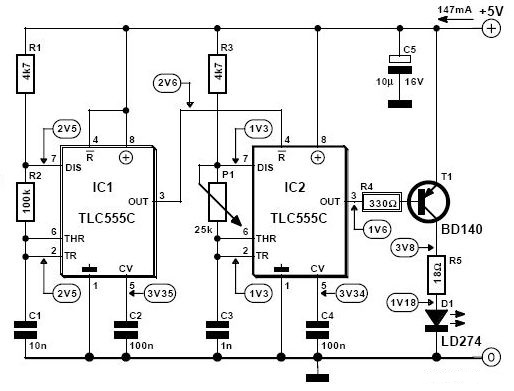 147mA
+5V
R1
4k7
R3
4k7
C5
10µ
16V
2V6
2V5
1V3
4
8
R
+
7
DIS
IC1
TLC555C
OUT
3
R2
100k
6
THR
2
TR
CV
1
5
2V5
3V35
C1
10n
C2
100n
4
8
R
+
7
DIS
P1
25k
IC2
TLC555C
OUT
3
6
THR
2
TR
CV
1
5
1V3
3V34
C3
1n
C4
100n
R4
330Ω
1V6
T1
BD140
3V8
R5
18Ω
1V18
D1
LD274
0